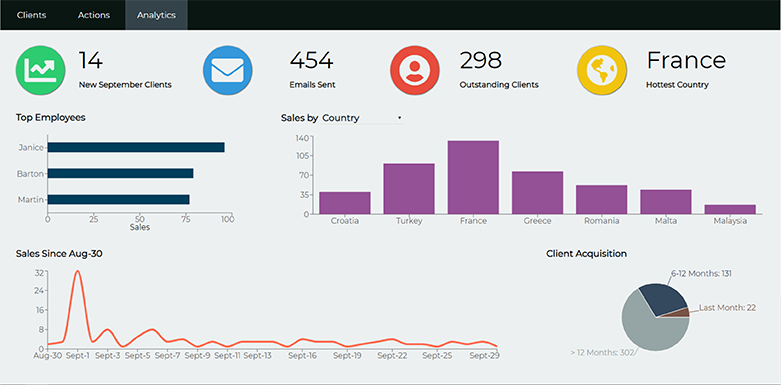 Clients Actions Analytics
14 454 298 France
New September Clients Emails Sent Outstanding Clients Hottest Country
Top Employees
Janice
Barton
Martin
0 25 50 75 100
Sales
Sales by Country
140
105
70
35
0
Croatia Turkey France Greece Romania Malta Malaysia
Sales Since Aug-30
32
24
16
8
0
Aug-30 Sept-1 Sept-3 Sept-5 Sept-7 Sept-9 Sept-11 Sept-13 Sept-16 Sept-19 Sept-22 Sept-25 Sept-29
Client Acquisition
6-12 Months: 131
Last Month: 22
> 12 Months: 302